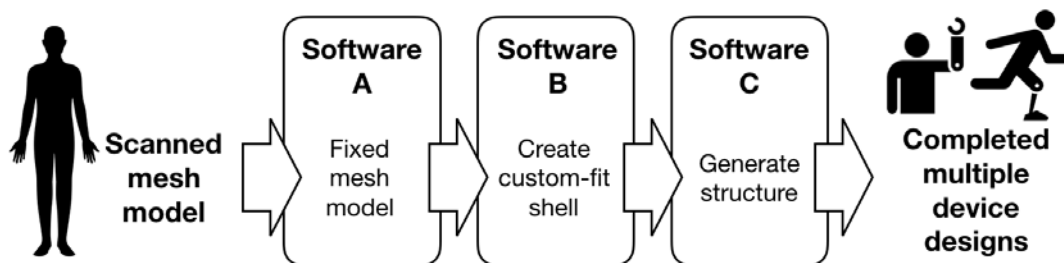 Scanned
mesh
model
Software
A
Fixed
mesh
model
Software
B
Create
custom-fit
shell
Software
C
Generate
structure
Completed
multiple
device
designs